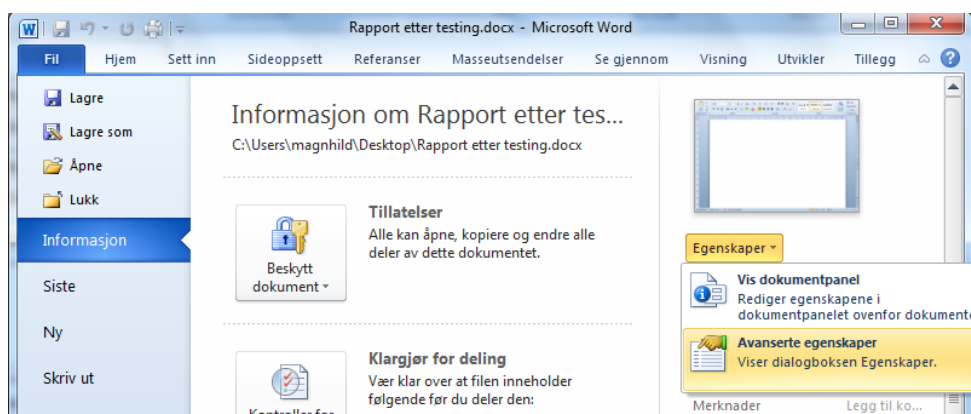 Rapport etter testing.docx - Microsoft Word
Fil Hjem Sett inn Sideoppsett Referanser Masseutsendelser Se gjennom Visning Utvikler Tillegg
Lagre
Lagre som
Åpne
Lukk
Informasjon
Siste
Ny
Skriv ut
Informasjon om Rapport etter tes...
C:\Users\magnhild\Desktop\Rapport etter testing.docx
Beskytt
dokument
Tillatelser
Alle kan åpne, kopiere og endre alle
deler av dette dokumentet.
Klargjør for deling
Vær klar over at filen inneholder
følgende før du deler den:
Kontroller for
Egenskaper
Vis dokumentpanel
Rediger egenskapene i
dokumentpanelet ovenfor dokumente
Avanserte egenskaper
Viser dialogboksen Egenskaper.
Merknader Legg til ko...